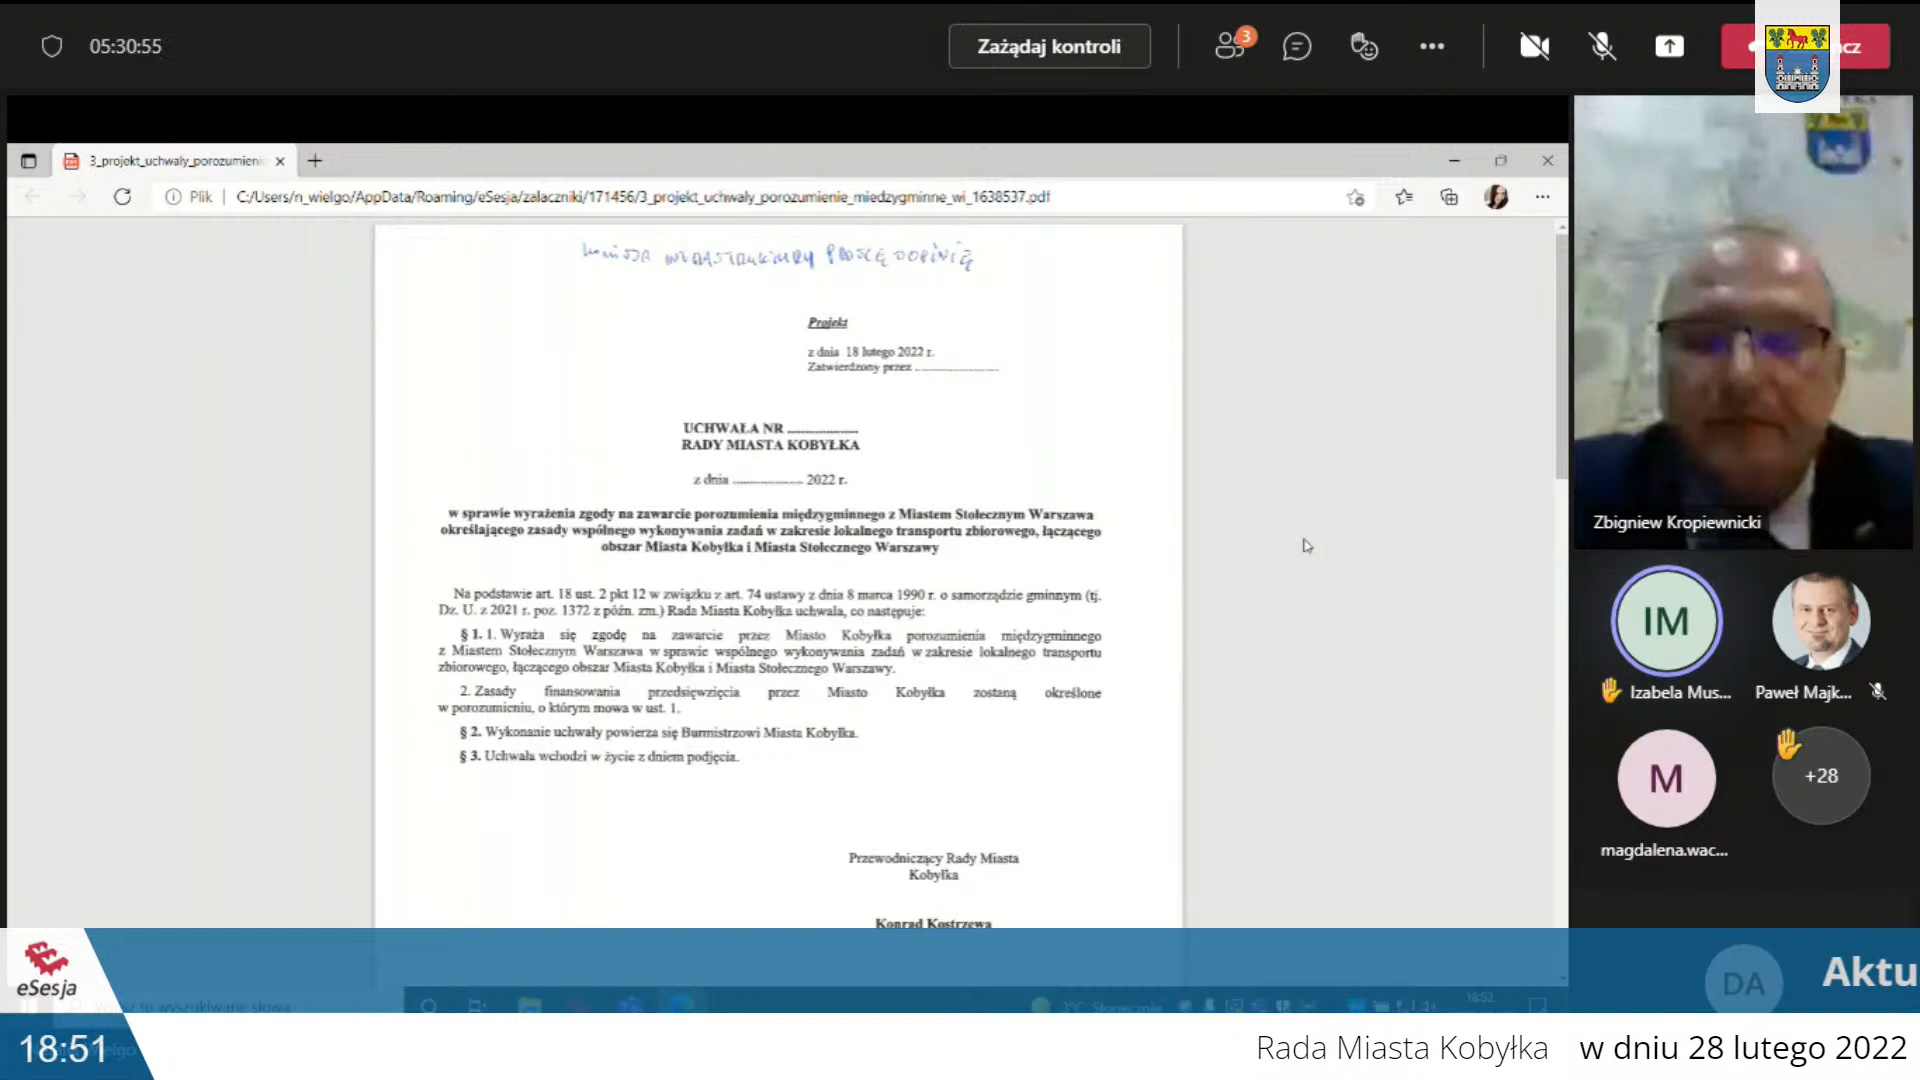 05:30:55
Zażądaj kontroli
3
3_projekt_uchwaly_porozumieni
Plik
C:/Users/n_wielgo/AppData/Roaming/eSesja/zalaczniki/171456/3_projekt_uchwaly_porozumienie_miedzygminne_wi_1638537.pdf
Projekt
z dnia 18 lutego 2022 r.
Zatwierdzony przez ........................
UCHWAŁA NR ....................
RADY MIASTA KOBYŁKA
z dnia .................... 2022 r.
w sprawie wyrażenia zgody na zawarcie porozumienia międzygminnego z Miastem Stołecznym Warszawa
określającego zasady wspólnego wykonywania zadań w zakresie lokalnego transportu zbiorowego, łączącego
obszar Miasta Kobyłka i Miasta Stołecznego Warszawy
Na podstawie art. 18 ust. 2 pkt 12 w związku z art. 74 ustawy z dnia 8 marca 1990 r. o samorządzie gminnym (tj.
Dz. U. z 2021 r. poz. 1372 z późn. zm.) Rada Miasta Kobyłka uchwala, co następuje:
§ 1. 1. Wyraża się zgodę na zawarcie przez Miasto Kobyłka porozumienia międzygminnego
z Miastem Stołecznym Warszawa w sprawie wspólnego wykonywania zadań w zakresie lokalnego transportu
zbiorowego, łączącego obszar Miasta Kobyłka i Miasta Stołecznego Warszawy.
2. Zasady finansowania przedsięwzięcia przez Miasto Kobyłka zostaną określone
w porozumieniu, o którym mowa w ust. 1.
§ 2. Wykonanie uchwały powierza się Burmistrzowi Miasta Kobyłka.
§ 3. Uchwała wchodzi w życie z dniem podjęcia.
Przewodniczący Rady Miasta
Kobyłka
Konrad Kostrzewa
Zbigniew Kropiewnicki
IM
Izabela Mus...
Paweł Majk...
M
+28
magdalena.wac...
DA
Aktu
eSesja
18:52
18:51
Rada Miasta Kobyłka w dniu 28 lutego 2022